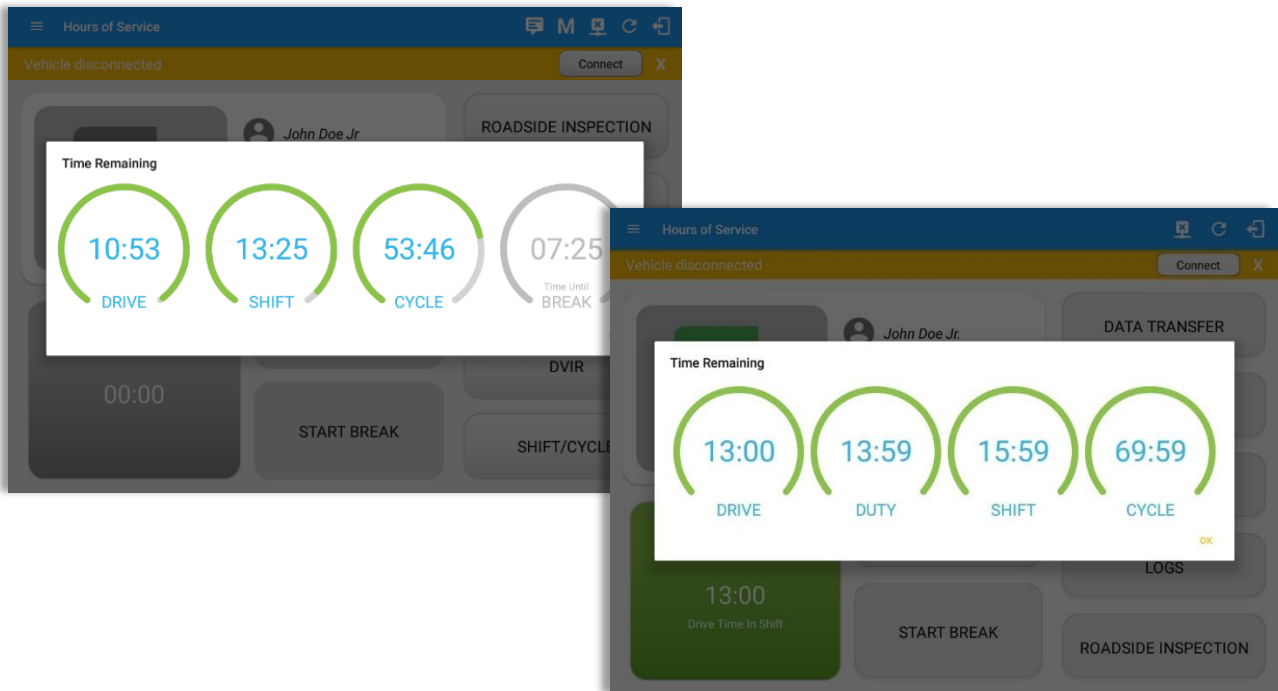 Hours of Service
M
Vehicle disconnected
Connect X
John Doe Jr
ROADSIDE INSPECTION
Time Remaining
10:53 13:25 53:46 07:25
Time Until
DRIVE SHIFT CYCLE BREAK
DVIR
00:00
START BREAK
SHIFT/CYCLE
Hours of Service
Vehicle disconnected
Connect X
John Doe Jr.
DATA TRANSFER
Time Remaining
13:00 13:59 15:59 69:59
DRIVE DUTY SHIFT CYCLE
OK
LOGS
13:00
Drive Time In Shift
START BREAK
ROADSIDE INSPECTION